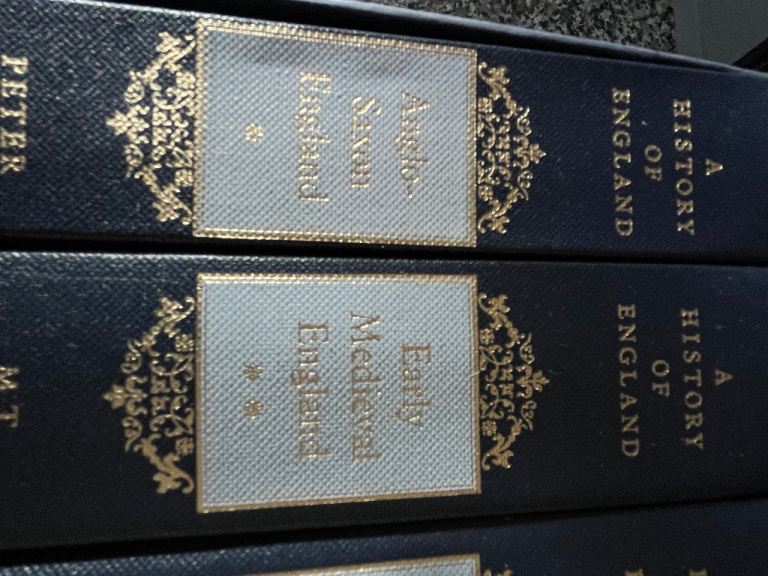 A
HISTORY
OF
ENGLAND
Anglo-
Saxon
England
*
PETER
A
HISTORY
OF
ENGLAND
Early
Medieval
England
* *
M.T.